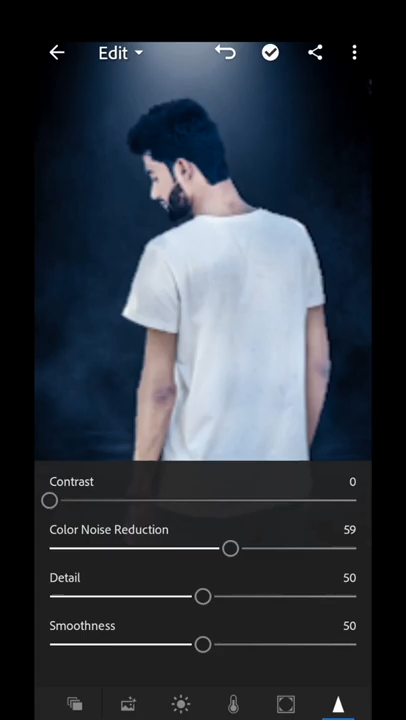 Edit
Contrast 0
Color Noise Reduction 59
Detail 50
Smoothness 50